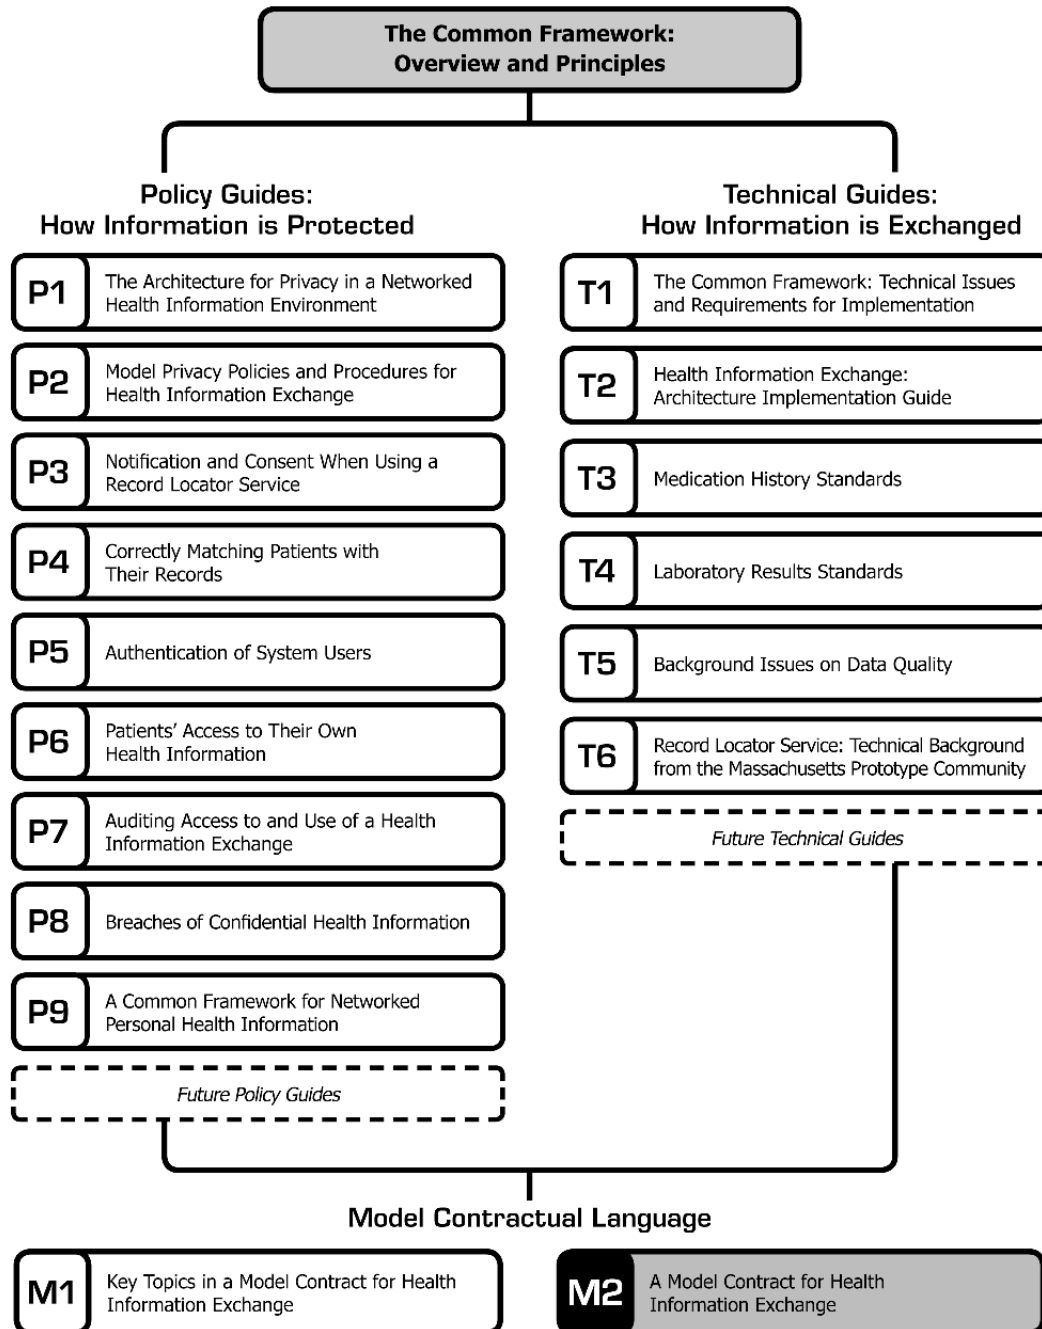 The Common Framework:
Overview and Principles
Policy Guides:
How Information is Protected
P1
The Architecture for Privacy in a Networked
Health Information Environment
P2
Model Privacy Policies and Procedures for
Health Information Exchange
P3
Notification and Consent When Using a
Record Locator Service
P4
Correctly Matching Patients with
Their Records
P5
Authentication of System Users
P6
Patients' Access to Their Own
Health Information
P7
Auditing Access to and Use of a Health
Information Exchange
P8
Breaches of Confidential Health Information
P9
A Common Framework for Networked
Personal Health Information
Future Policy Guides
Technical Guides:
How Information is Exchanged
T1
The Common Framework: Technical Issues
and Requirements for Implementation
T2
Health Information Exchange:
Architecture Implementation Guide
T3
Medication History Standards
T4
Laboratory Results Standards
T5
Background Issues on Data Quality
T6
Record Locator Service: Technical Background
from the Massachusetts Prototype Community
Future Technical Guides
Model Contractual Language
M1
Key Topics in a Model Contract for Health
Information Exchange
M2
A Model Contract for Health
Information Exchange